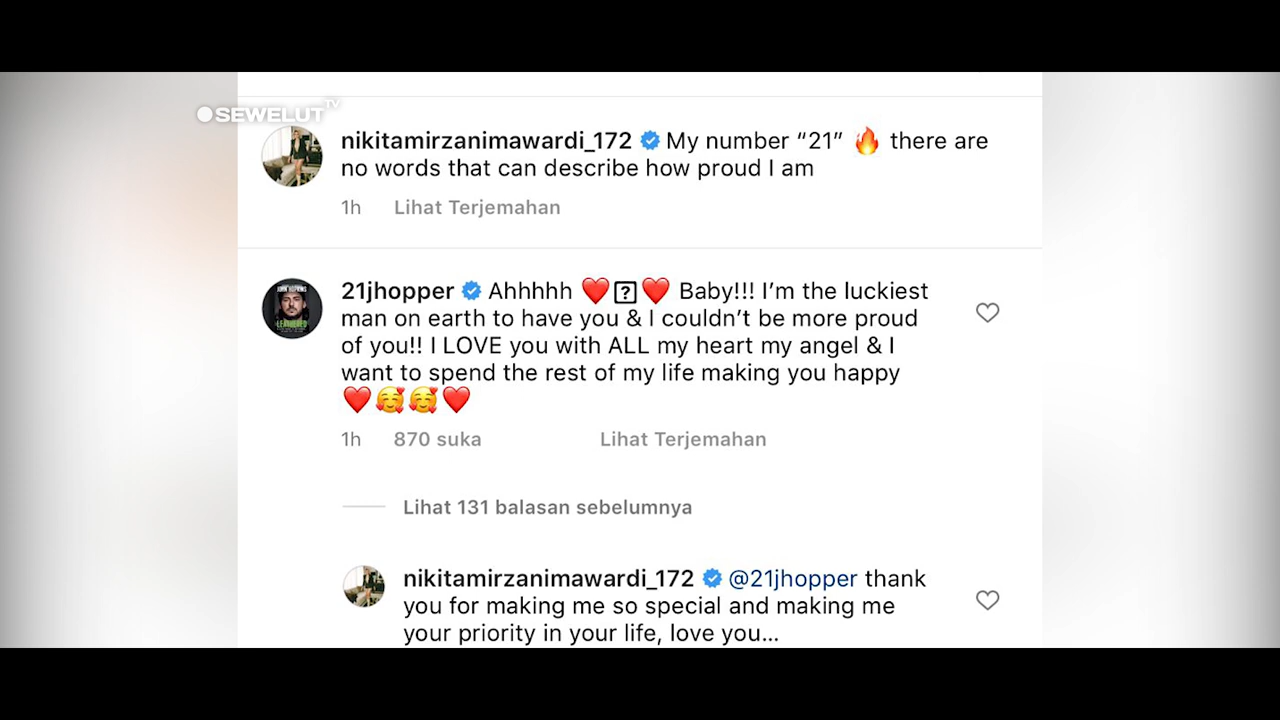 SEWELUT TV
nikitamirzanimawardi_172 My number “21” 🔥 there are
no words that can describe how proud I am
1h Lihat Terjemahan
21jhopper Ahhhhh ❤️⍰❤️ Baby!!! I’m the luckiest
man on earth to have you & I couldn’t be more proud
of you!! I LOVE you with ALL my heart my angel & I
want to spend the rest of my life making you happy
❤️🥰🥰❤️
1h 870 suka Lihat Terjemahan
Lihat 131 balasan sebelumnya
nikitamirzanimawardi_172 @21jhopper thank
you for making me so special and making me
your priority in your life, love you...